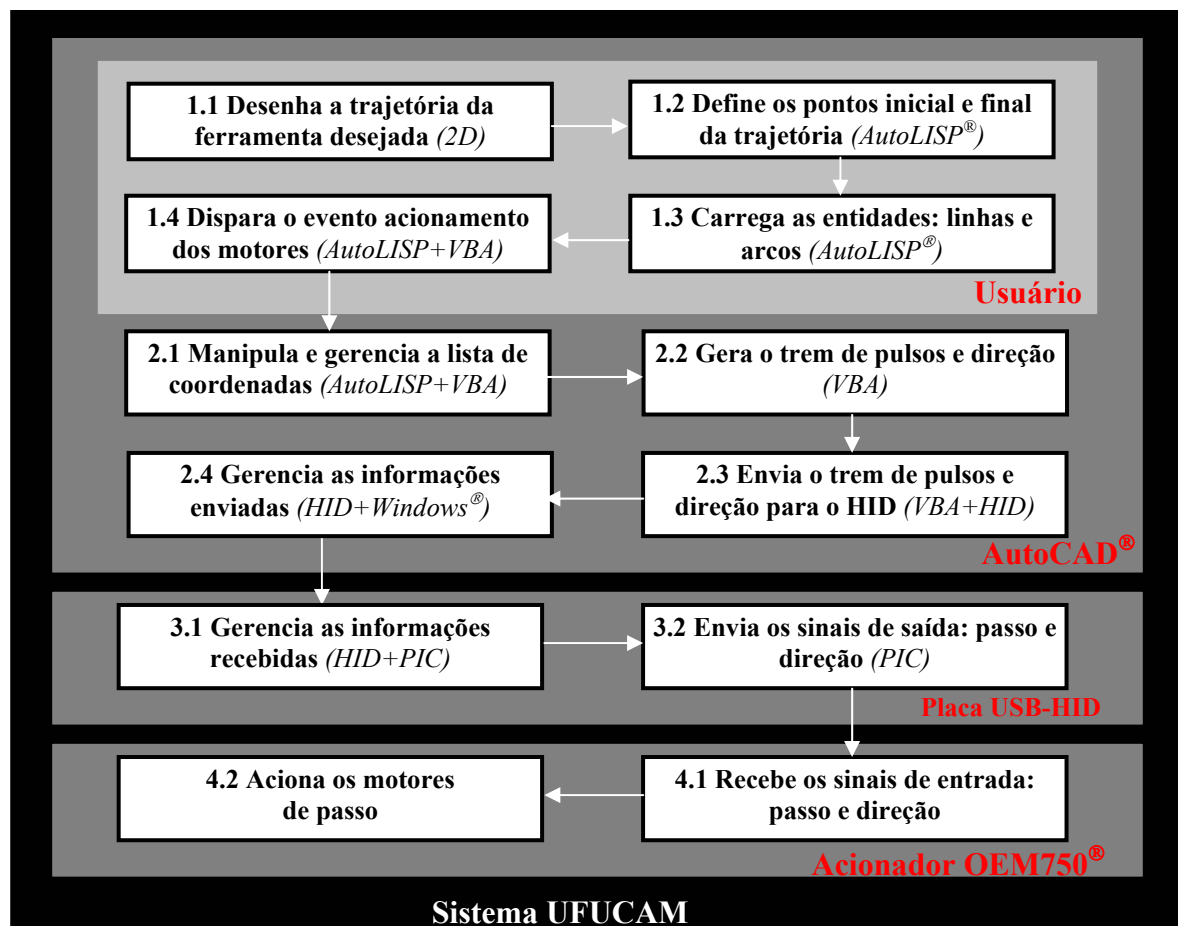 1.1 Desenha a trajetória da
ferramenta desejada (2D)
1.2 Define os pontos inicial e final
da trajetória (AutoLISP®)
1.3 Carrega as entidades: linhas e
arcos (AutoLISP®)
1.4 Dispara o evento acionamento
dos motores (AutoLISP+VBA)
Usuário
2.1 Manipula e gerencia a lista de
coordenadas (AutoLISP+VBA)
2.2 Gera o trem de pulsos e direção
(VBA)
2.3 Envia o trem de pulsos e
direção para o HID (VBA+HID)
2.4 Gerencia as informações
enviadas (HID+Windows®)
AutoCAD®
3.1 Gerencia as informações
recebidas (HID+PIC)
3.2 Envia os sinais de saída: passo e
direção (PIC)
Placa USB-HID
4.1 Recebe os sinais de entrada:
passo e direção
4.2 Aciona os motores
de passo
Acionador OEM750®
Sistema UFUCAM